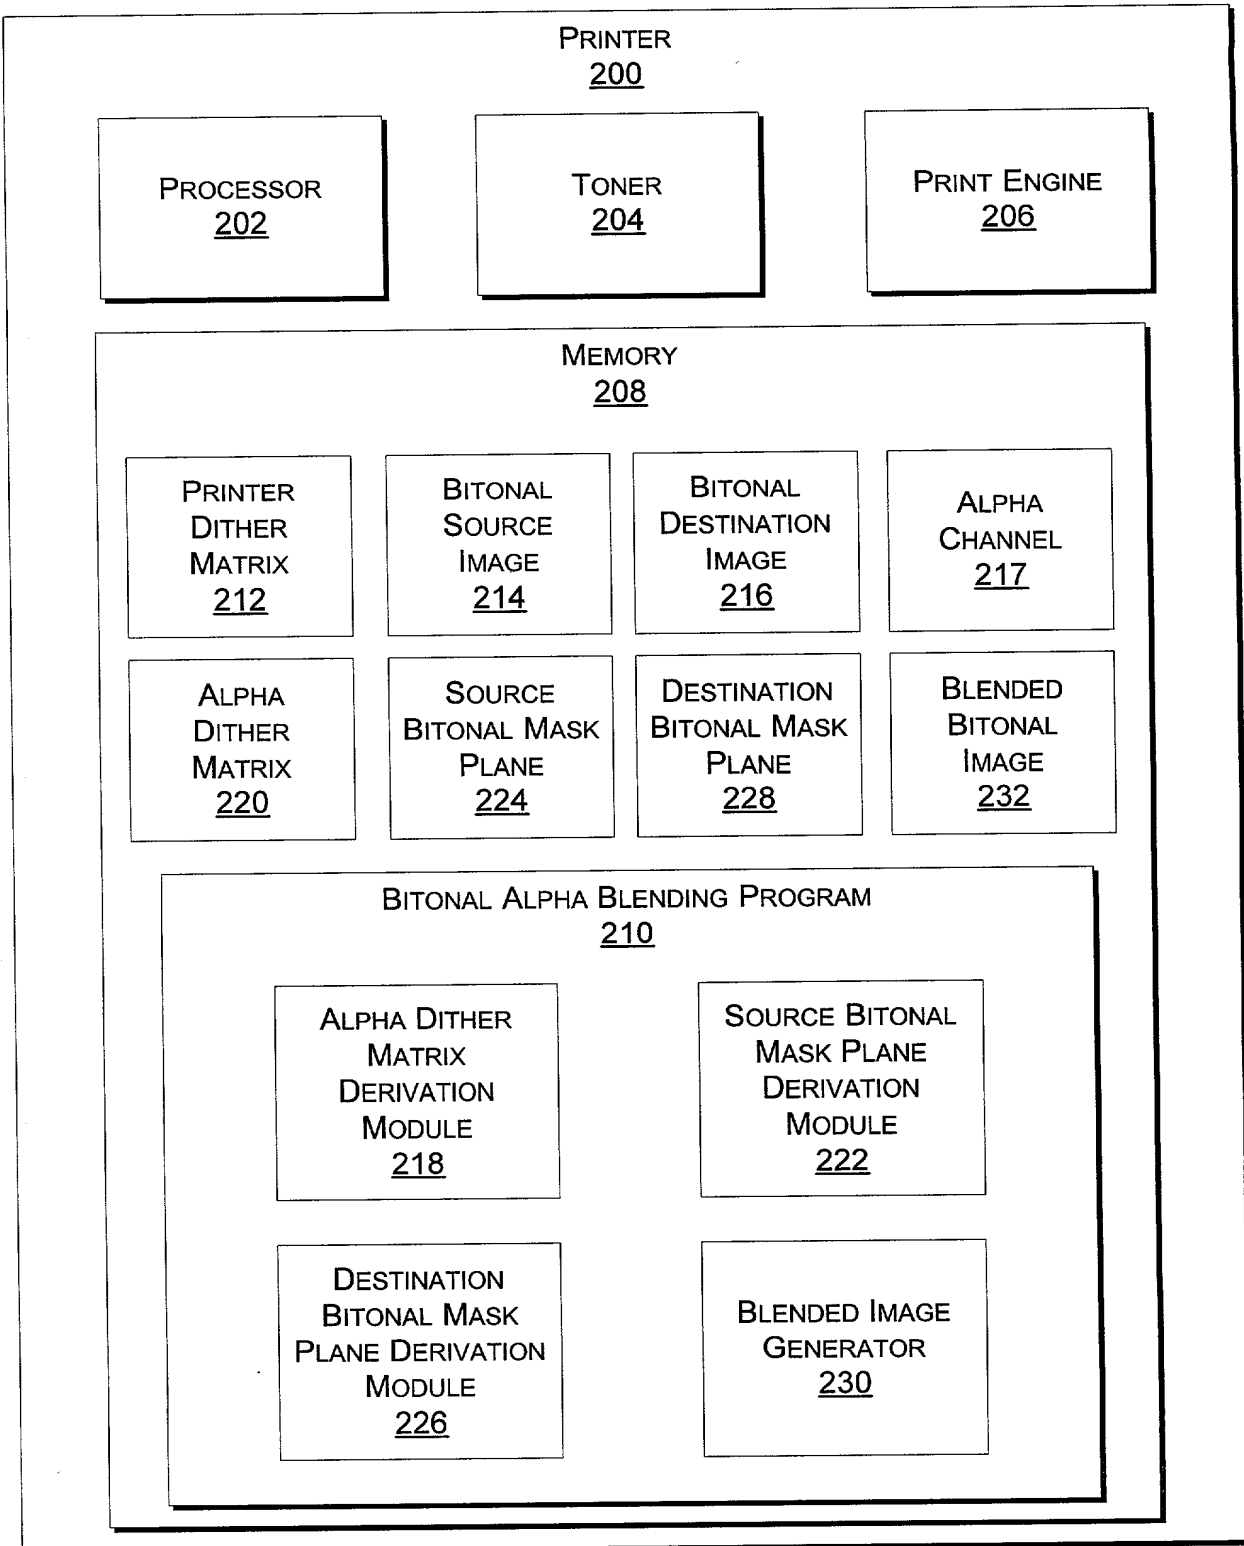 PRINTER
200
PROCESSOR
202
TONER
204
PRINT ENGINE
206
MEMORY
208
PRINTER
DITHER
MATRIX
212
BITONAL
SOURCE
IMAGE
214
BITONAL
DESTINATION
IMAGE
216
ALPHA
CHANNEL
217
ALPHA
DITHER
MATRIX
220
SOURCE
BITONAL MASK
PLANE
224
DESTINATION
BITONAL MASK
PLANE
228
BLENDED
BITONAL
IMAGE
232
BITONAL ALPHA BLENDING PROGRAM
210
ALPHA DITHER
MATRIX
DERIVATION
MODULE
218
SOURCE BITONAL
MASK PLANE
DERIVATION
MODULE
222
DESTINATION
BITONAL MASK
PLANE DERIVATION
MODULE
226
BLENDED IMAGE
GENERATOR
230